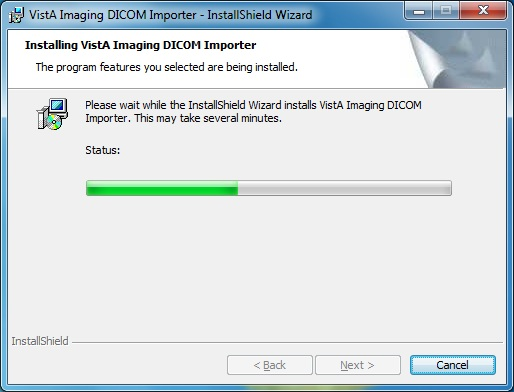 VistA Imaging DICOM Importer - InstallShield Wizard
Installing VistA Imaging DICOM Importer
The program features you selected are being installed.
Please wait while the InstallShield Wizard installs VistA Imaging DICOM
Importer. This may take several minutes.
Status:
InstallShield
< Back
Next >
Cancel